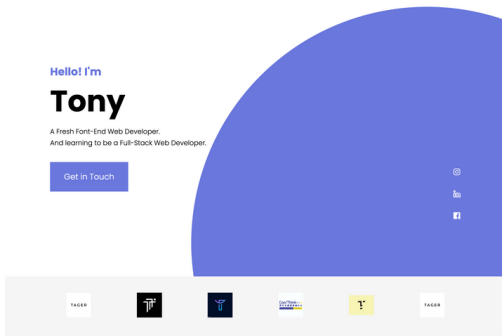 Hello! I'm
Tony
A Fresh Font-End Web Developer.
And learning to be a Full-Stack Web Developer.
Get in Touch
TAGER
TAGER